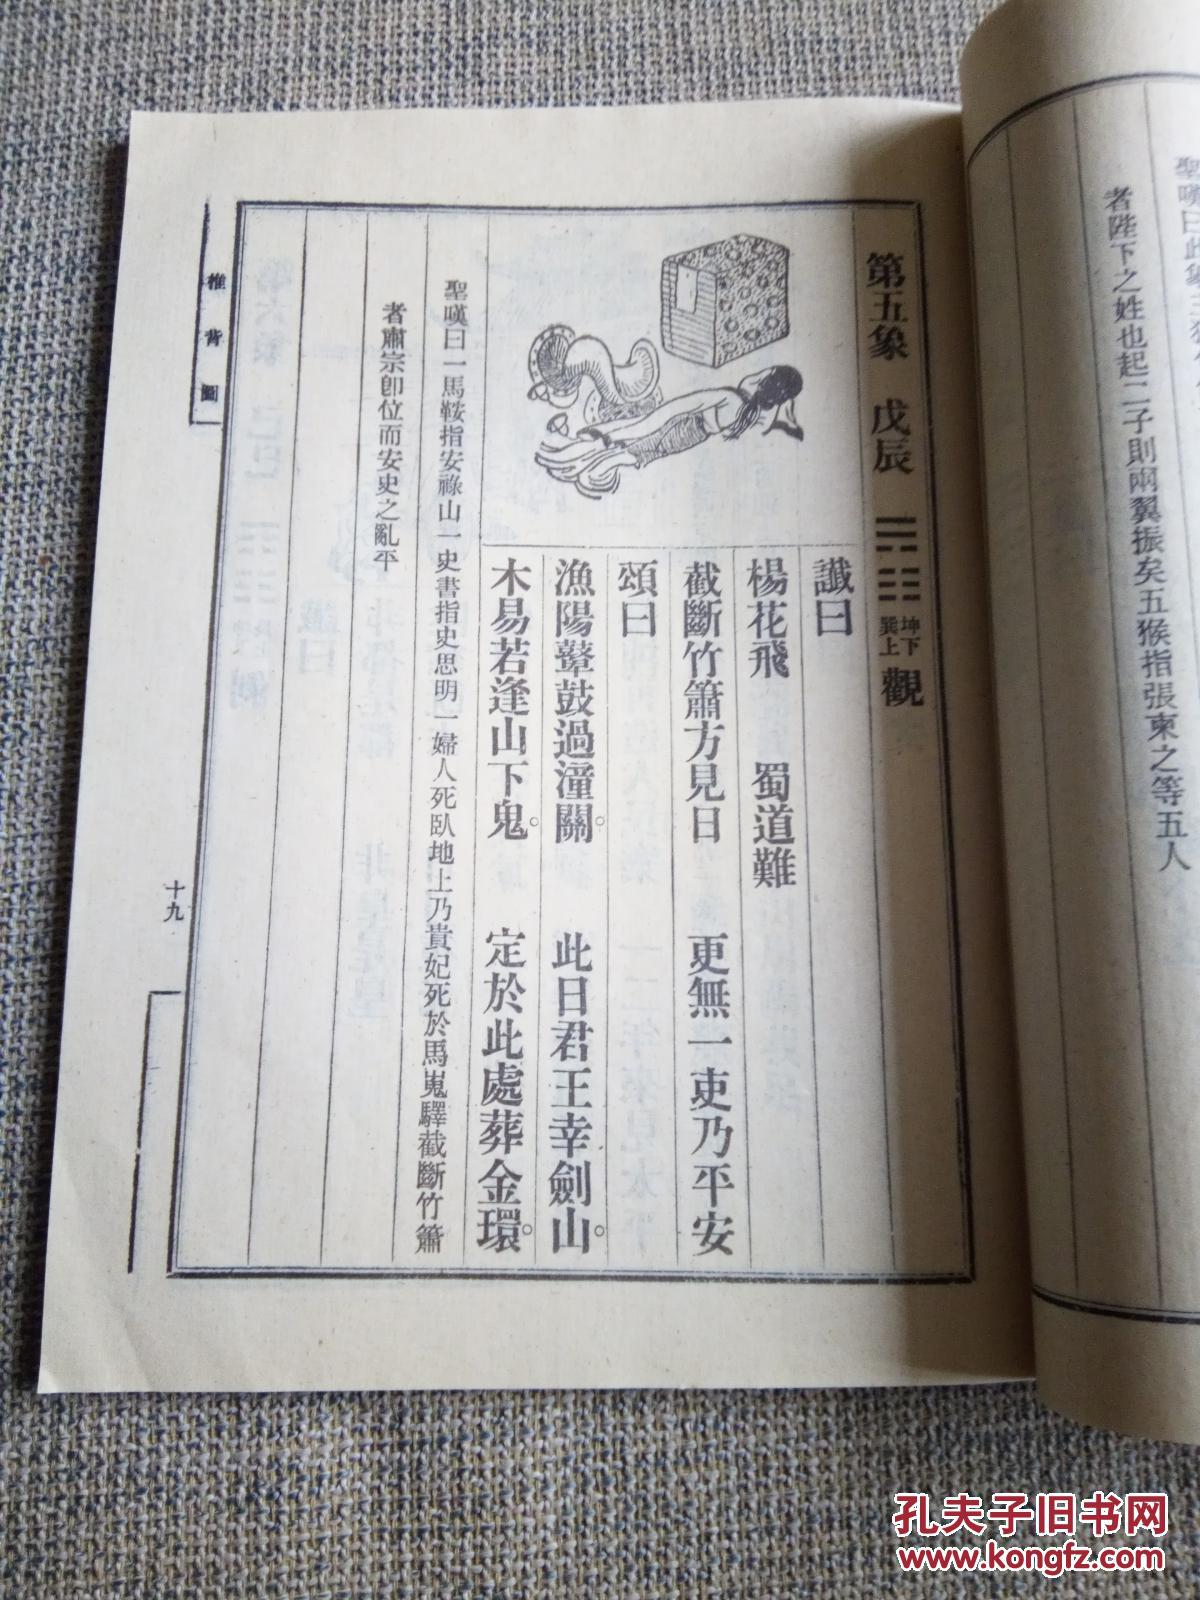 聖嘆曰此象
者陛下之姓也起二子則兩翼振矣五猴指張柬之等五人
第五象 戊辰 坤下巽上 觀
讖曰
楊花飛 蜀道難
截斷竹簫方見日 更無一吏乃平安
頌曰
漁陽鼙鼓過潼關。 此日君王幸劍山。
木易若逢山下鬼。 定於此處葬金環。
聖嘆曰一馬鞍指安祿山一史書指史思明一婦人死臥地上乃貴妃死於馬嵬驛截斷竹簫
者肅宗卽位而安史之亂平
推背圖
十九
孔夫子旧书网
www.kongfz.com